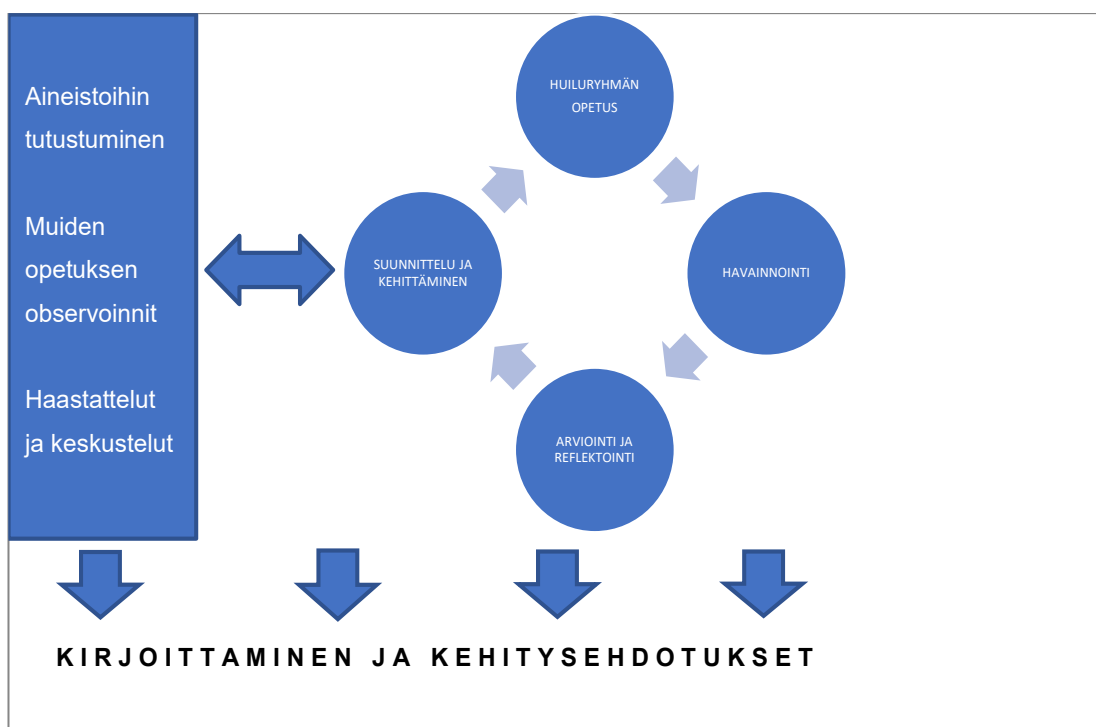 Aineistoihin
tutustuminen
Muiden
opetuksen
observoinnit
Haastattelut
ja keskustelut
HUILURYHMÄN
OPETUS
HAVAINNOINTI
ARVIOINTI JA
REFLEKTOINTI
SUUNNITTELU JA
KEHITTÄMINEN
KIRJOITTAMINEN JA KEHITYSEHDOTUKSET